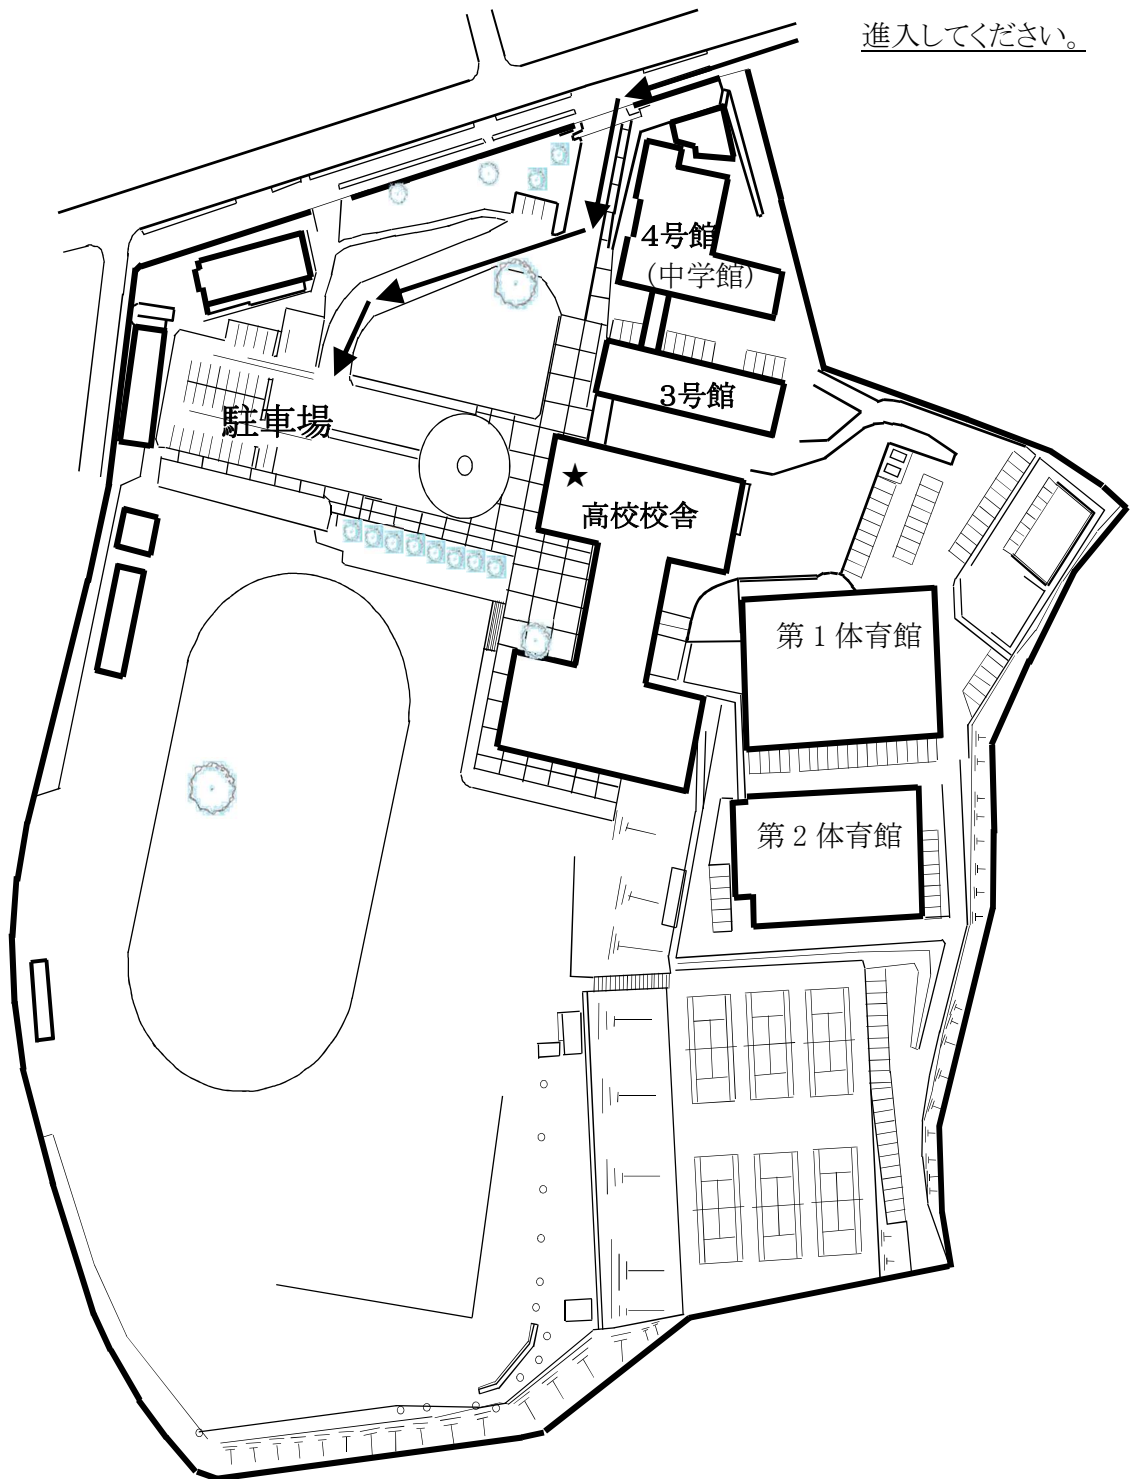 進入してください。
４号館
（中学館）
３号館
駐車場
★
高校校舎
第 1 体育館
第 2 体育館